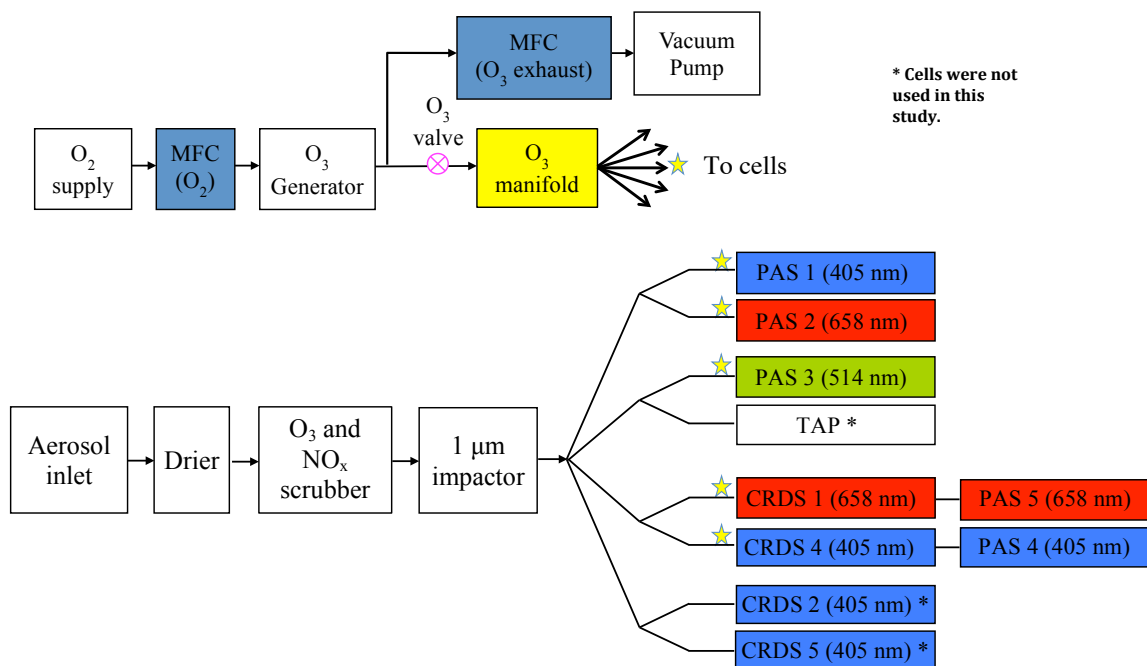 MFC
(O₃ exhaust)
Vacuum
Pump
* Cells were not
used in this
study.
O₂
supply
MFC
(O₂)
O₃
Generator
O₃
valve
O₃
manifold
To cells
Aerosol
inlet
Drier
O₃ and
NOₓ
scrubber
1 μm
impactor
PAS 1 (405 nm)
PAS 2 (658 nm)
PAS 3 (514 nm)
TAP *
CRDS 1 (658 nm)
PAS 5 (658 nm)
CRDS 4 (405 nm)
PAS 4 (405 nm)
CRDS 2 (405 nm) *
CRDS 5 (405 nm) *